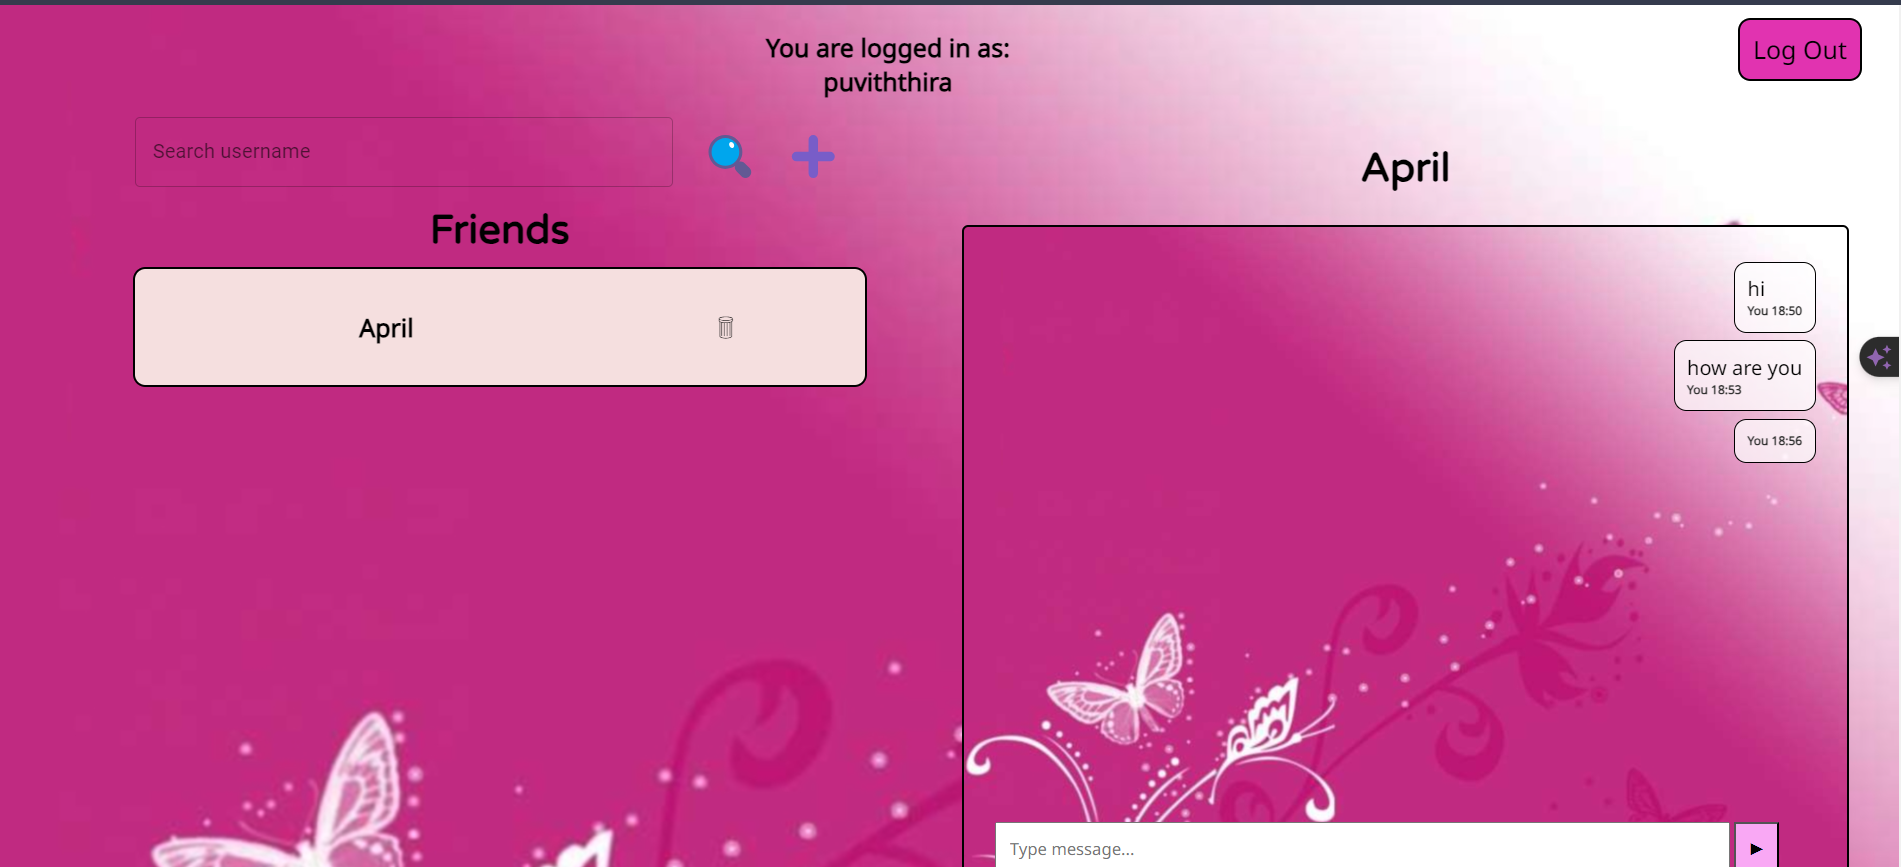 You are logged in as:
puviththira
Log Out
Search username
April
Friends
April
hi
You 18:50
how are you
You 18:53
You 18:56
Type message...